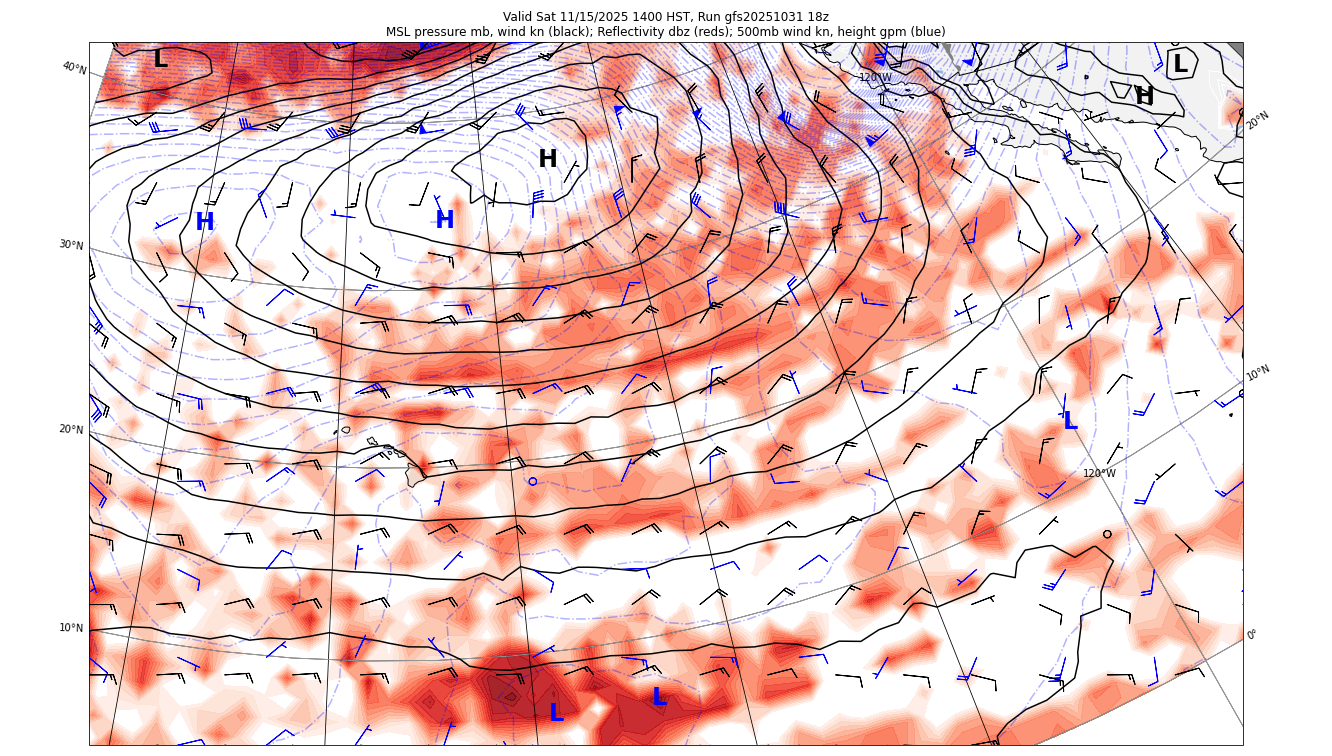 Valid Sat 11/15/2025 1400 HST, Run gfs20251031 18z
MSL pressure mb, wind kn (black); Reflectivity dbz (reds); 500mb wind kn, height gpm (blue)
L
L
40°N
120°W
H
20°N
H
H
H
30°N
10°N
L
20°N
120°W
10°N
0°
L
L